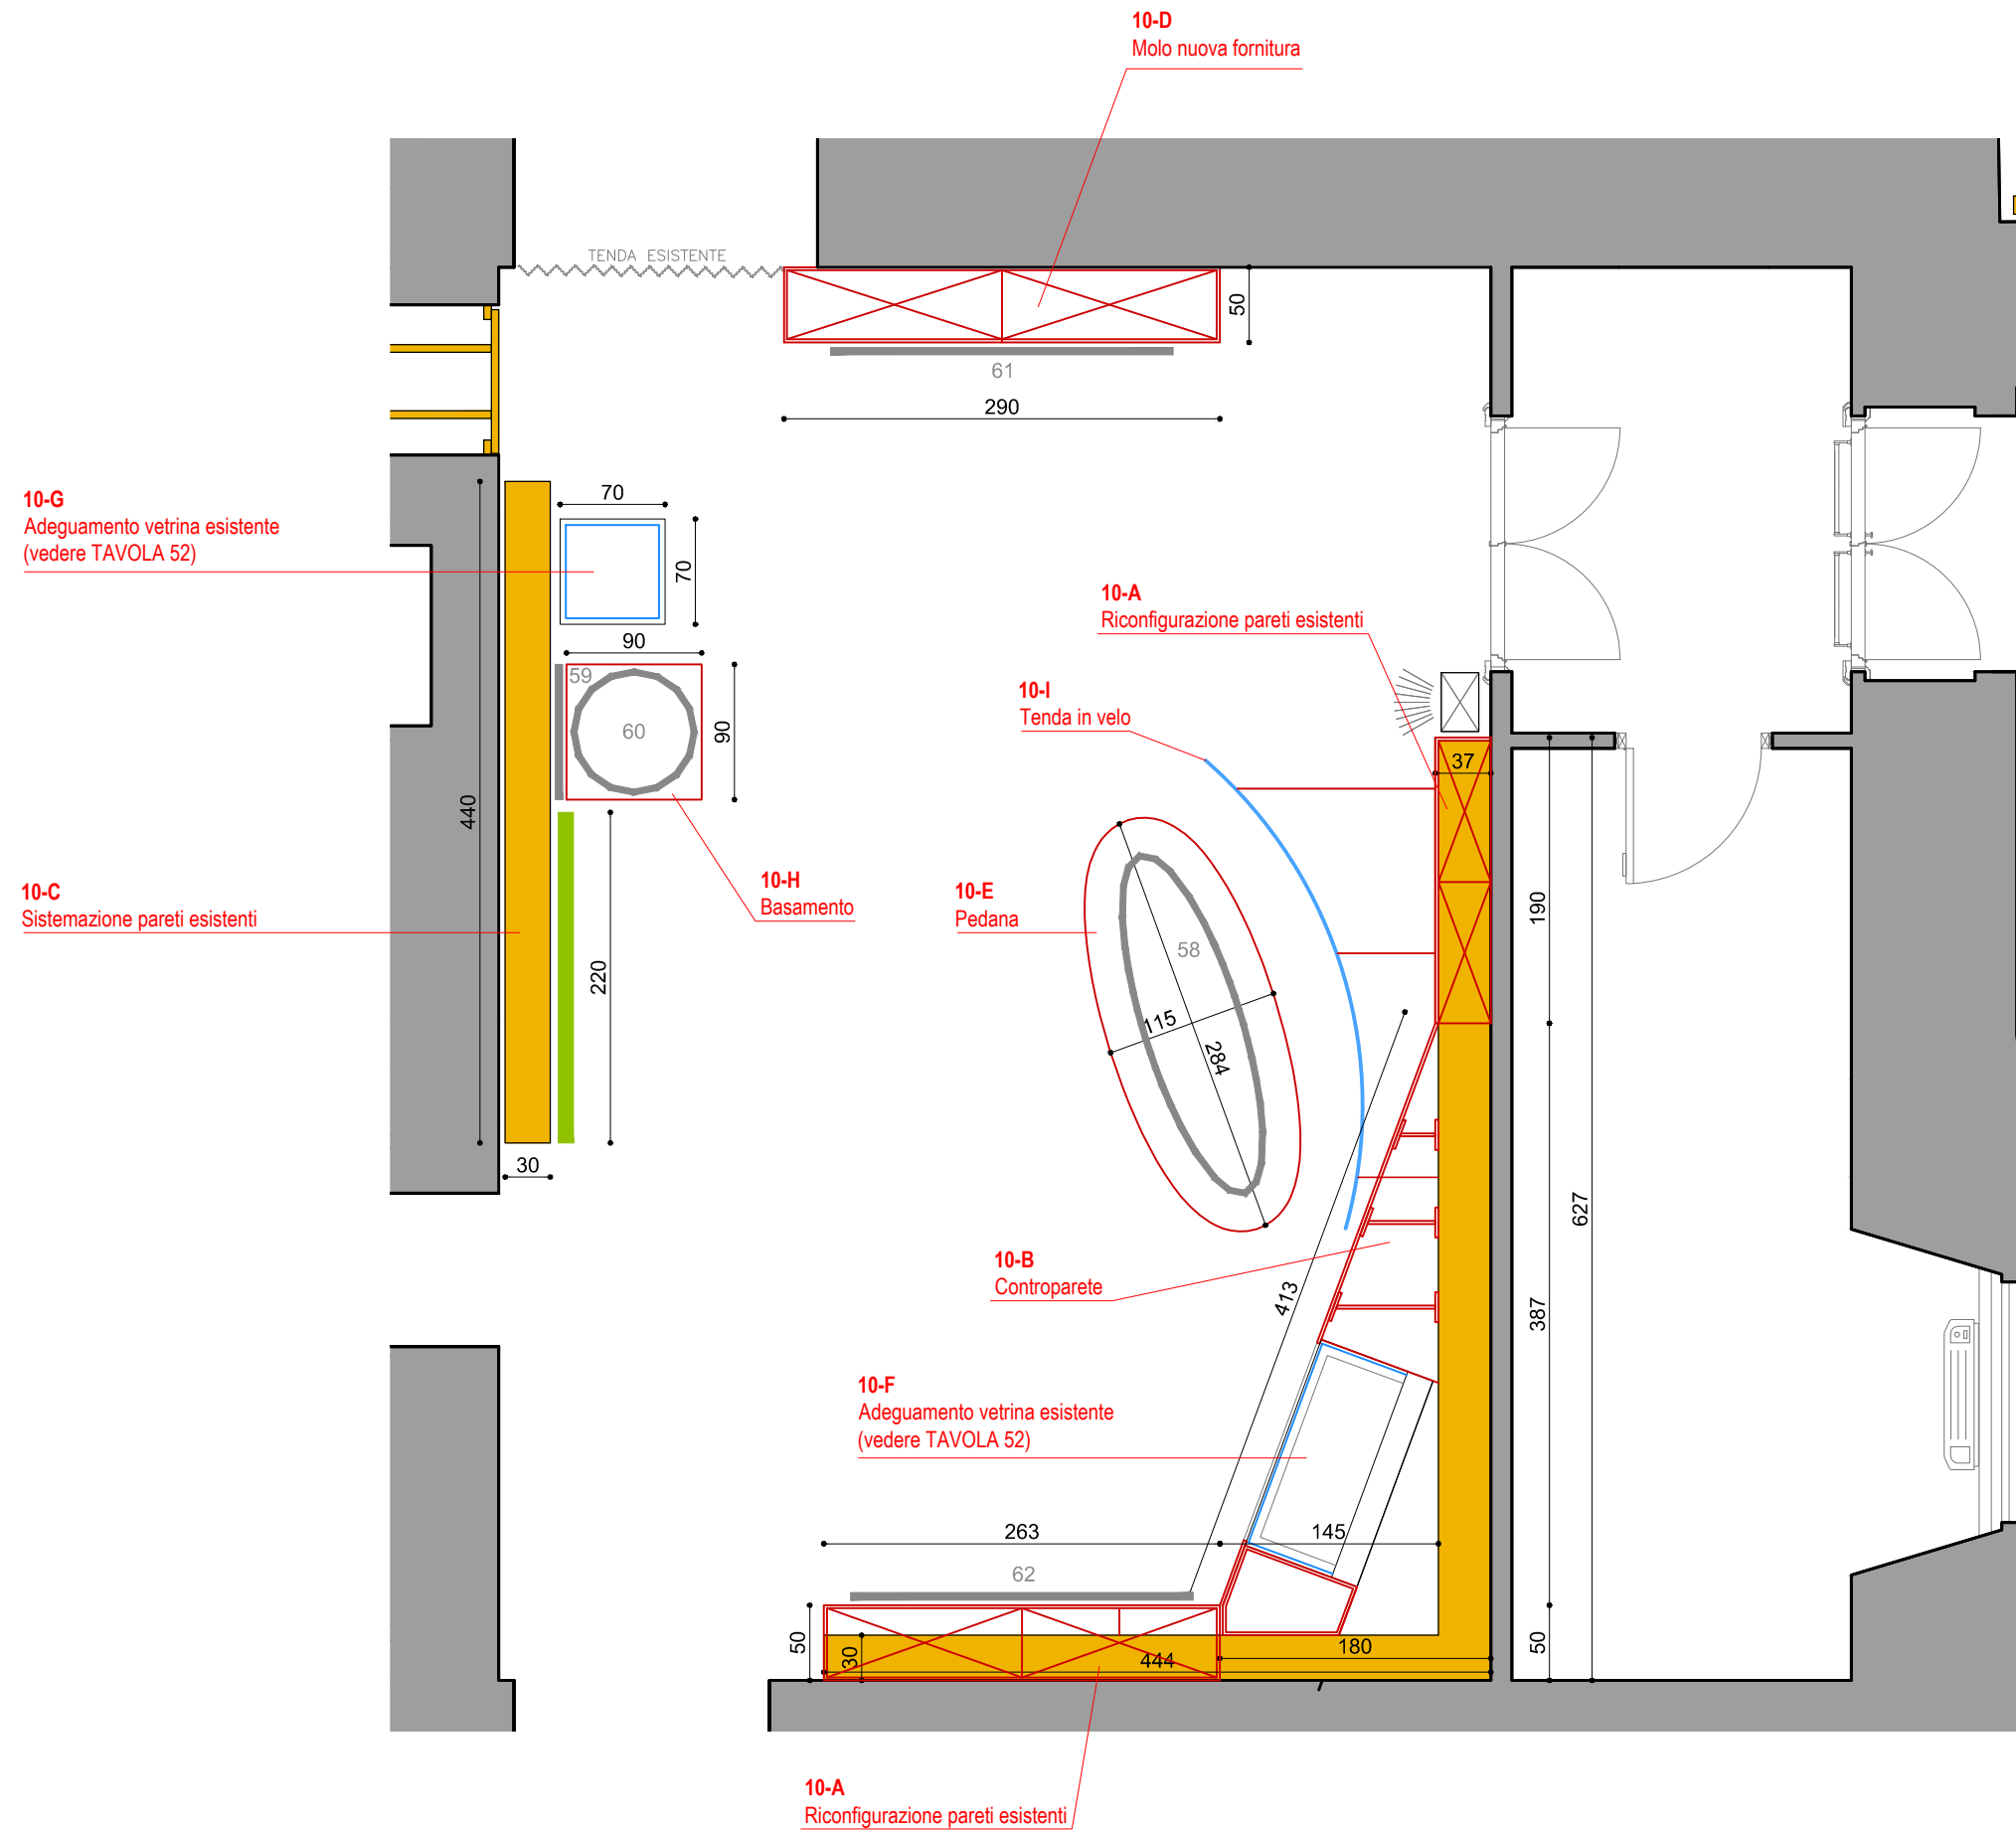 10-D
Molo nuova fornitura
TENDA ESISTENTE
50
61
290
10-G
Adeguamento vetrina esistente
(vedere TAVOLA 52)
70
70
90
59
60
90
10-A
Riconfigurazione pareti esistenti
10-I
Tenda in velo
37
440
10-C
Sistemazione pareti esistenti
10-H
Basamento
10-E
Pedana
58
190
220
115
284
30
627
10-B
Controparete
413
387
10-F
Adeguamento vetrina esistente
(vedere TAVOLA 52)
263
145
62
50
30
444
180
50
10-A
Riconfigurazione pareti esistenti